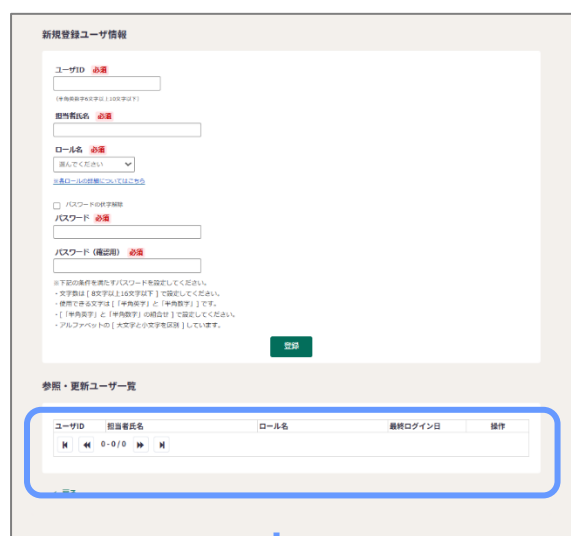 新規登録ユーザ情報
ユーザID 必須
(半角英数字6文字以上10文字以下)
担当者氏名 必須
ロール名 必須
選んでください
※各ロールの詳細についてはこちら
パスワードの伏字解除
パスワード 必須
パスワード（確認用） 必須
※下記の条件を満たすパスワードを設定してください。
・文字数は [ 8文字以上16文字以下 ] で設定してください。
・使用できる文字は [「半角英字」と「半角数字」] です。
・[「半角英字」と「半角数字」の組合せ ] で設定してください。
・アルファベットの [ 大文字と小文字を区別 ] しています。
登録
参照・更新ユーザ一覧
ユーザID 担当者氏名 ロール名 最終ログイン日 操作
0-0/0